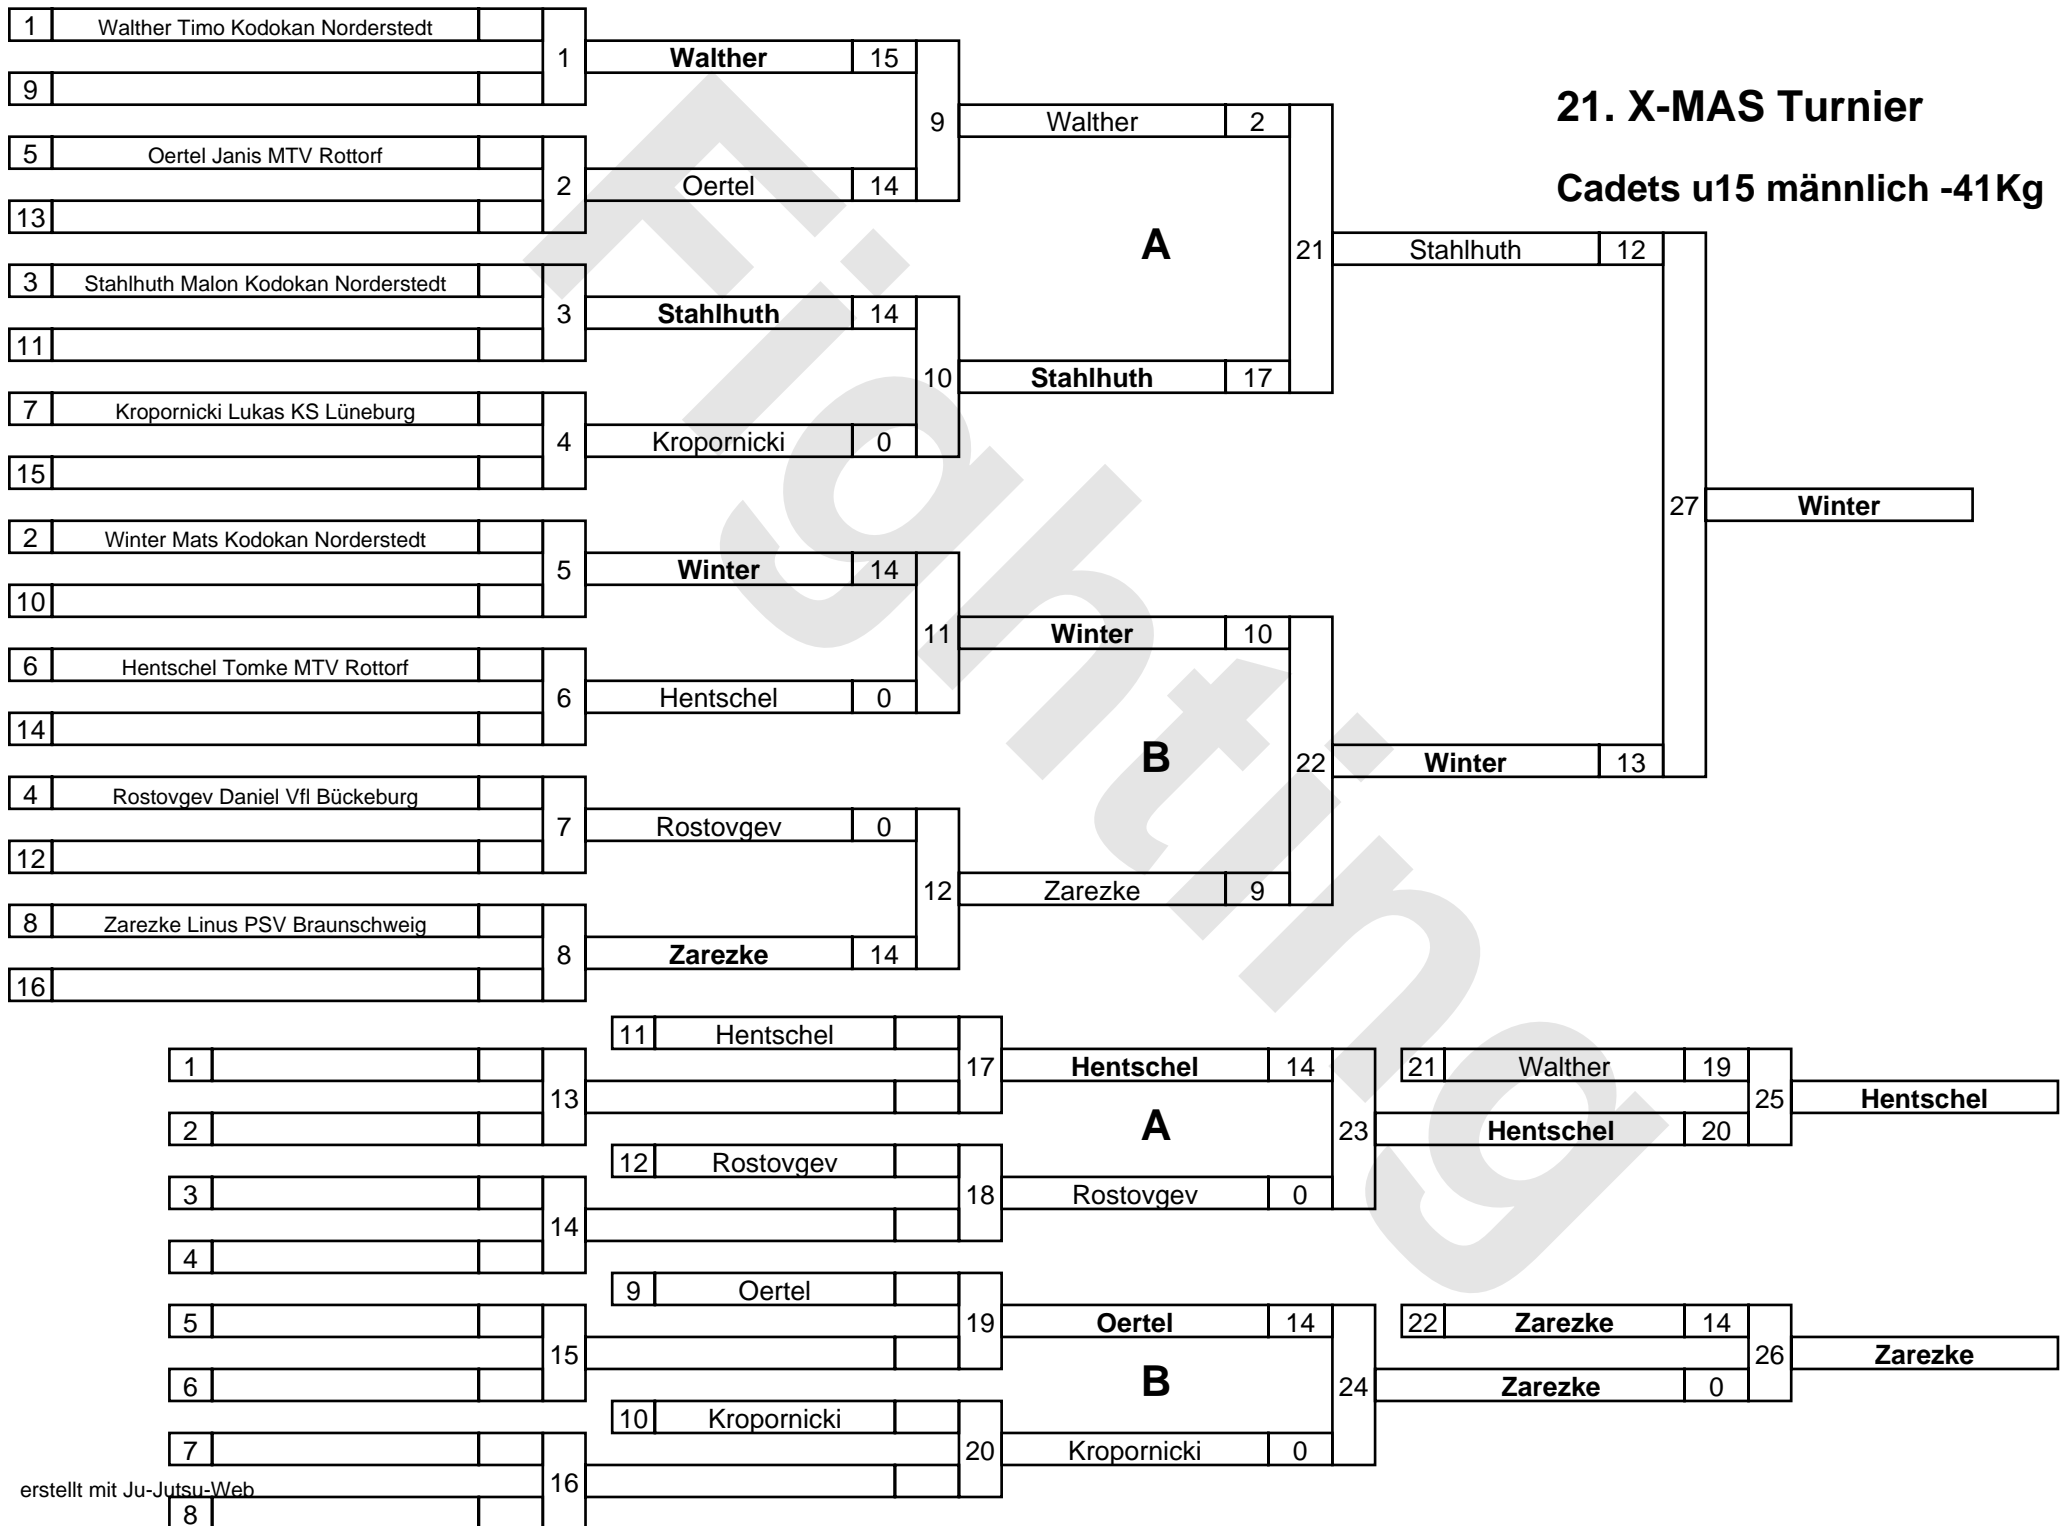 21. X-MAS Turnier
Cadets u15 männlich -41Kg
1 Walther Timo Kodokan Norderstedt
9
1
5 Oertel Janis MTV Rottorf
13
2
3 Stahlhuth Malon Kodokan Norderstedt
11
3
7 Kropornicki Lukas KS Lüneburg
15
4
2 Winter Mats Kodokan Norderstedt
10
5
6 Hentschel Tomke MTV Rottorf
14
6
4 Rostovgev Daniel Vfl Bückeburg
12
7
8 Zarezke Linus PSV Braunschweig
16
8
Walther 15
Oertel 14
9
Stahlhuth 14
Kropornicki 0
10
Winter 14
Hentschel 0
11
Rostovgev 0
Zarezke 14
12
Walther 2
A
Stahlhuth 17
21
Winter 10
B
Zarezke 9
22
Stahlhuth 12
Winter 13
27
Winter
1
2
13
3
4
14
5
6
15
7
8
16
11 Hentschel
17
12 Rostovgev
18
9 Oertel
19
10 Kropornicki
20
Hentschel 14
A
Rostovgev 0
23
Oertel 14
B
Kropornicki 0
24
21 Walther 19
Hentschel 20
25
Hentschel
22 Zarezke 14
Zarezke 0
26
Zarezke
erstellt mit Ju-Jutsu-Web
Fighting